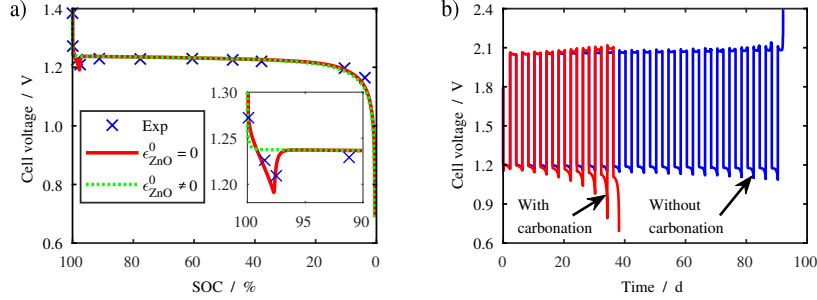 a)
1.4
1.2
1.0
0.8
0.6
Cell voltage / V
100
80
60
40
20
0
SOC / %
Exp
ϵ⁰ZnO = 0
ϵ⁰ZnO ≠ 0
1.30
1.24
1.20
100
95
90
b)
2.4
2.1
1.8
1.5
1.2
0.9
0.6
Cell voltage / V
0
20
40
60
80
100
Time / d
With
carbonation
Without
carbonation